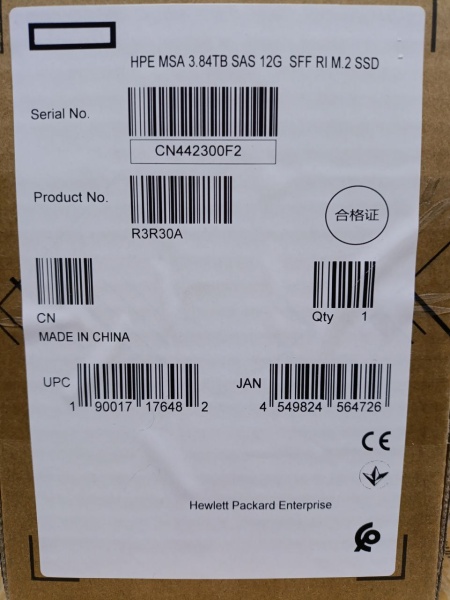 HPE MSA 3.84TB SAS 12G SFF RI M.2 SSD
Serial No.
CN442300F2
Product No.
R3R30A
合格证
CN
Qty 1
MADE IN CHINA
UPC 1 90017 17648 2
JAN 4 549824 564726
CE
Hewlett Packard Enterprise